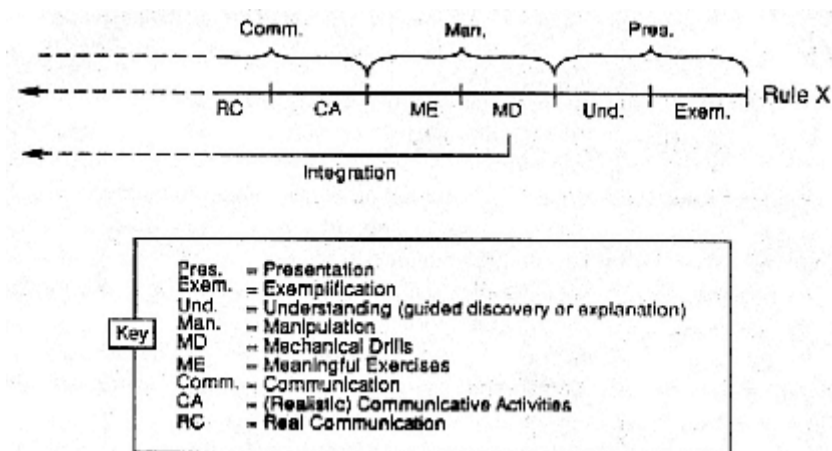 Comm. Man. Pres.
Rule X
RC CA ME MD Und. Exem.
Integration
Key
Pres. = Presentation
Exem. = Exemplification
Und. = Understanding (guided discovery or explanation)
Man. = Manipulation
MD = Mechanical Drills
ME = Meaningful Exercises
Comm. = Communication
CA = (Realistic) Communicative Activities
RC = Real Communication